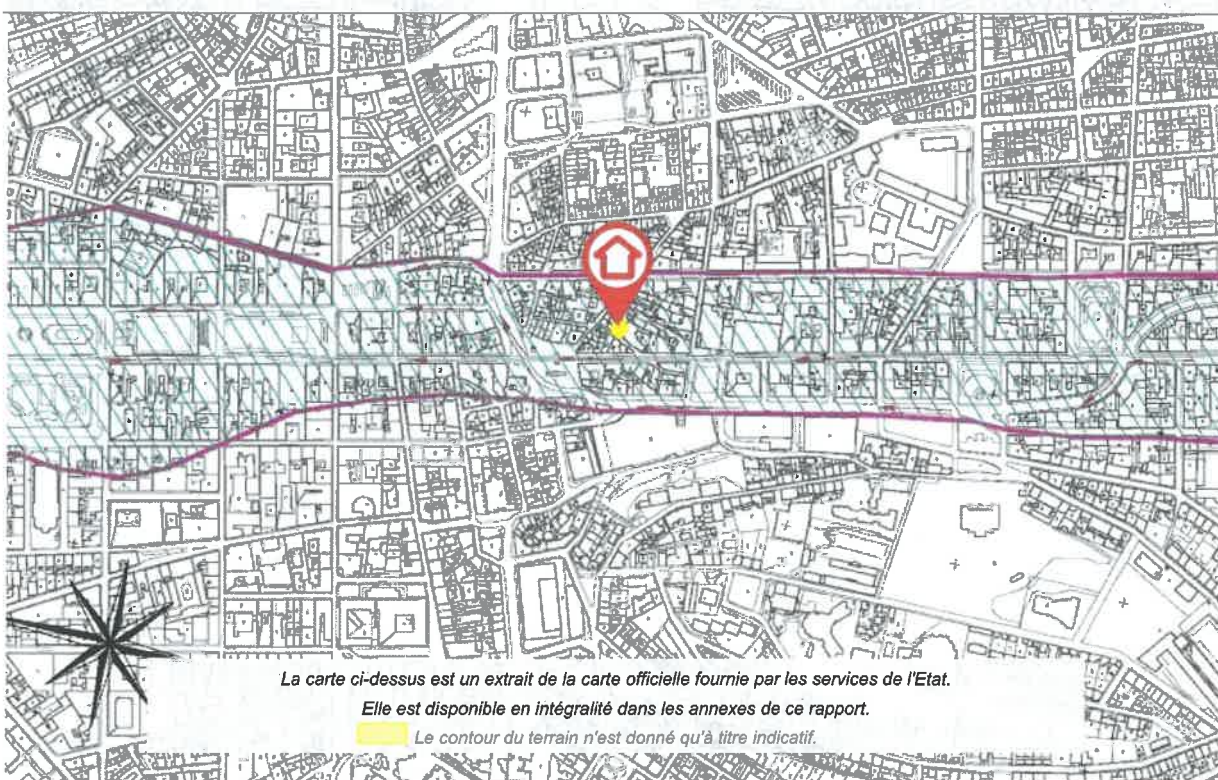 La carte ci-dessus est un extrait de la carte officielle fournie par les services de l'Etat.
Elle est disponible en intégralité dans les annexes de ce rapport.
Le contour du terrain n'est donné qu'à titre indicatif.